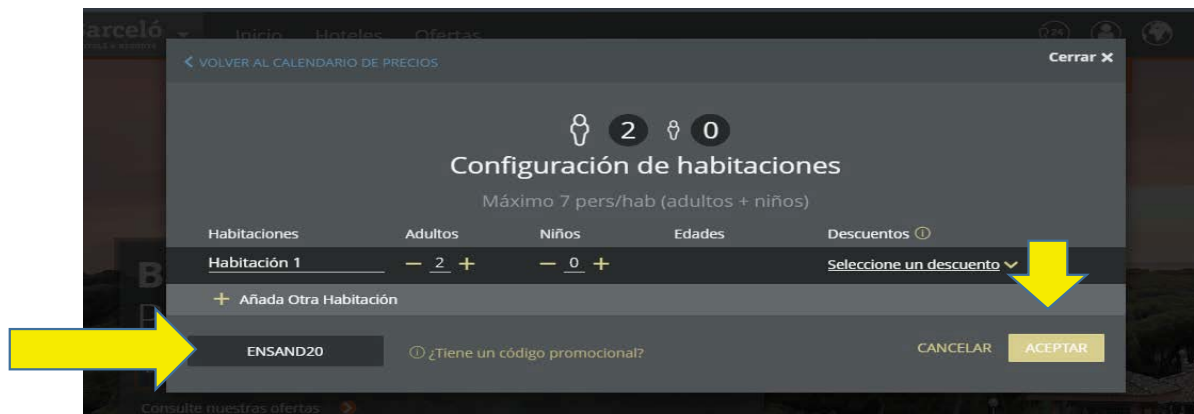 Barceló
Inicio Hoteles Ofertas
VOLVER AL CALENDARIO DE PRECIOS
Cerrar X
2 0
Configuración de habitaciones
Máximo 7 pers/hab (adultos + niños)
Habitaciones Adultos Niños Edades Descuentos
Habitación 1 − 2 + − 0 + Seleccione un descuento
B
+ Añada Otra Habitación
ENSAND20 ¿Tiene un código promocional? CANCELAR ACEPTAR
Consulte nuestras ofertas